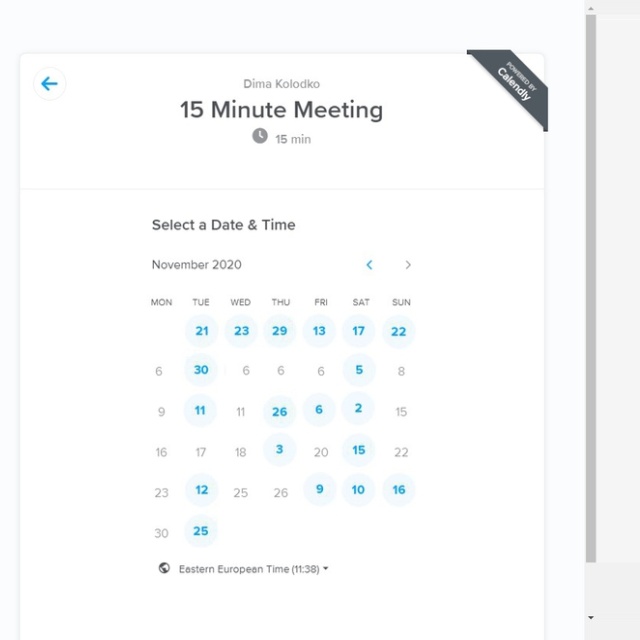 Dima Kolodko
15 Minute Meeting
15 min
POWERED BY
Calendly
Select a Date & Time
November 2020
MON TUE WED THU FRI SAT SUN
21 23 29 13 17 22
6 30 6 6 6 5 8
9 11 11 26 6 2 15
16 17 18 3 20 15 22
23 12 25 26 9 10 16
30 25
Eastern European Time (11:38)